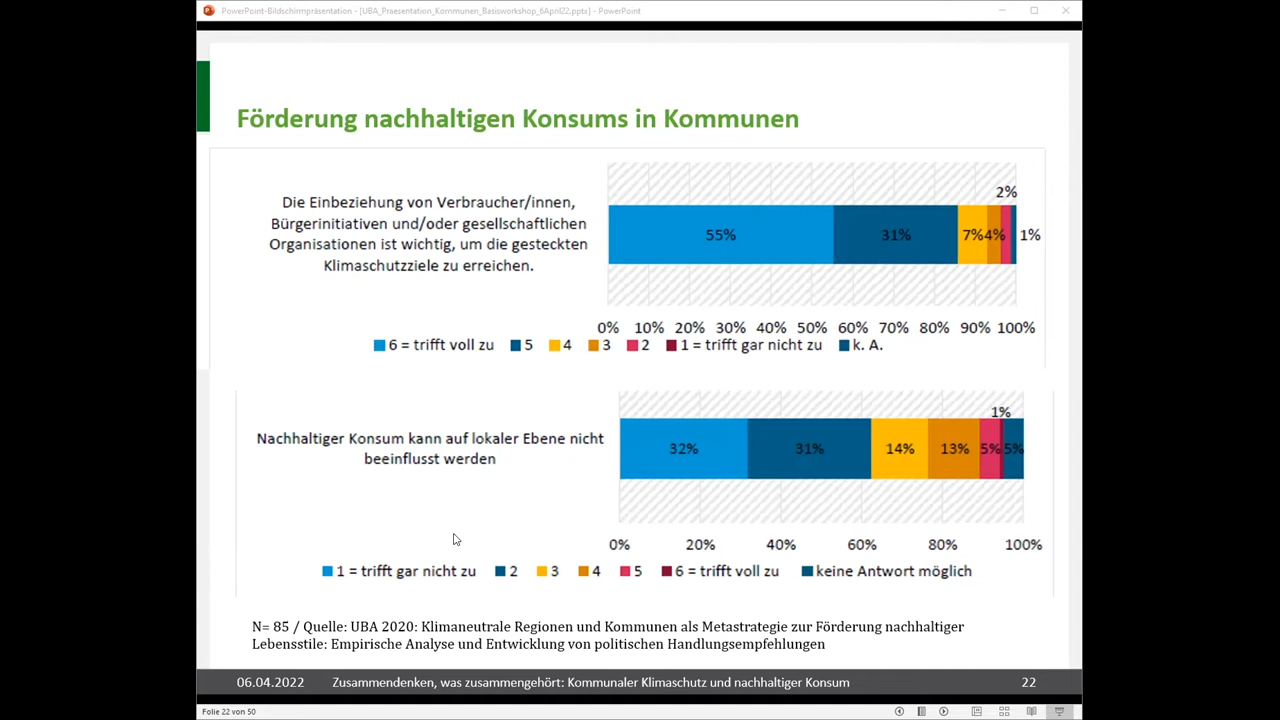 PowerPoint-Bildschirmpräsentation - [UBA_Praesentation_Kommunen_Basisworkshop_6April22.pptx] - PowerPoint
Förderung nachhaltigen Konsums in Kommunen
Die Einbeziehung von Verbraucher/innen,
Bürgerinitiativen und/oder gesellschaftlichen
Organisationen ist wichtig, um die gesteckten
Klimaschutzziele zu erreichen.
2%
55% 31% 7% 4% 1%
0% 10% 20% 30% 40% 50% 60% 70% 80% 90% 100%
6 = trifft voll zu 5 4 3 2 1 = trifft gar nicht zu k. A.
Nachhaltiger Konsum kann auf lokaler Ebene nicht
beeinflusst werden
1%
32% 31% 14% 13% 5% 5%
0% 20% 40% 60% 80% 100%
1 = trifft gar nicht zu 2 3 4 5 6 = trifft voll zu keine Antwort möglich
N= 85 / Quelle: UBA 2020: Klimaneutrale Regionen und Kommunen als Metastrategie zur Förderung nachhaltiger
Lebensstile: Empirische Analyse und Entwicklung von politischen Handlungsempfehlungen
06.04.2022 Zusammendenken, was zusammengehört: Kommunaler Klimaschutz und nachhaltiger Konsum 22
Folie 22 von 50